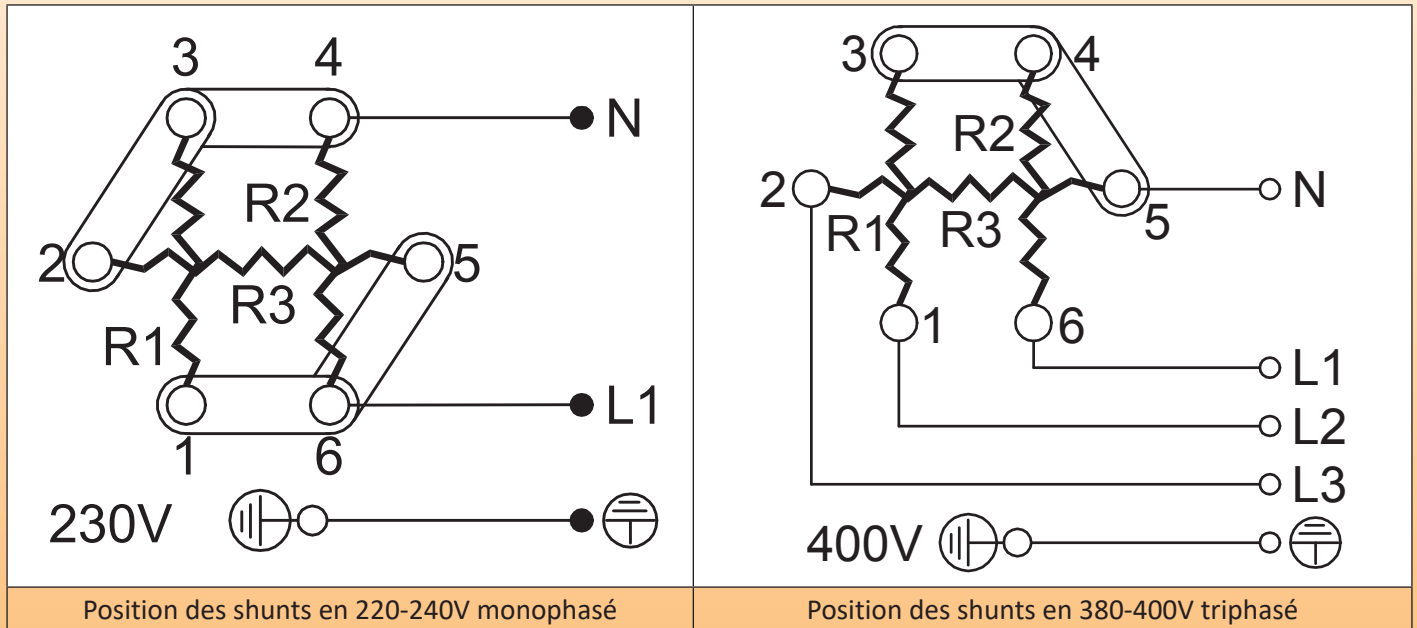 3 4
N
R2
2 5
R3
R1
L1
1 6
230V
Position des shunts en 220-240V monophasé
3 4
R2
2 N
R1 R3 5
1 6
L1
L2
L3
400V
Position des shunts en 380-400V triphasé